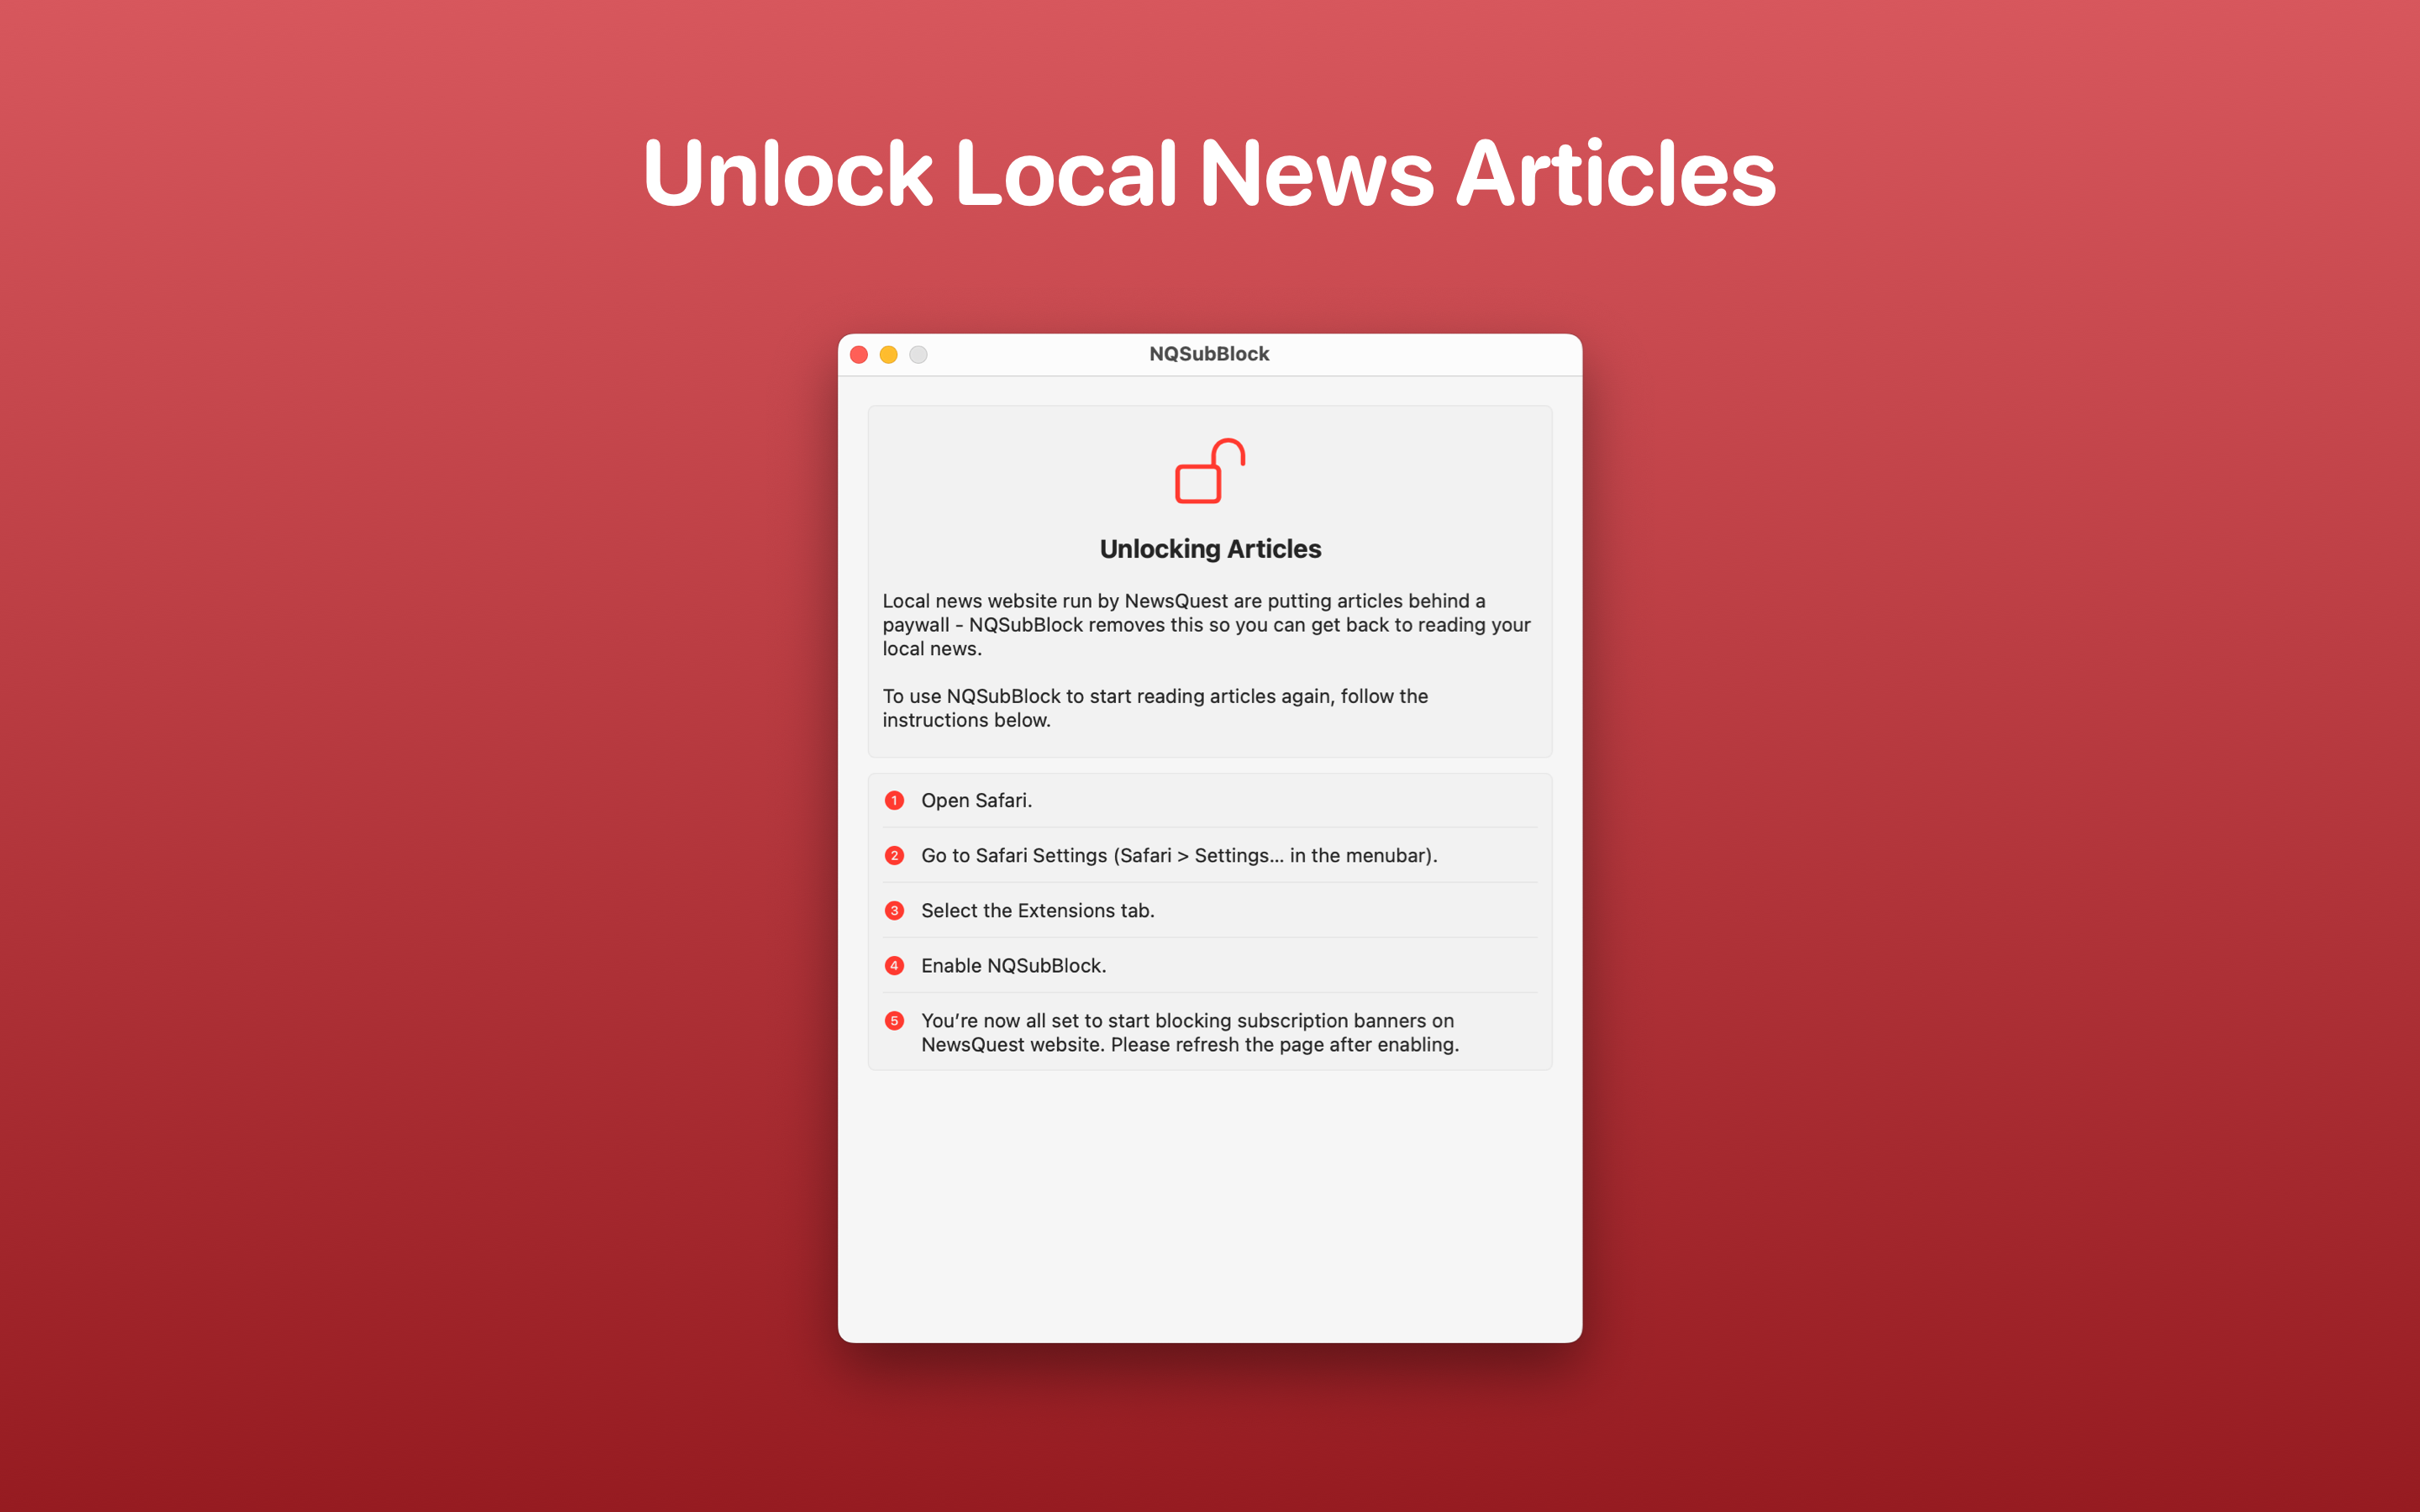 Unlock Local News Articles
NQSubBlock
Unlocking Articles
Local news website run by NewsQuest are putting articles behind a
paywall - NQSubBlock removes this so you can get back to reading your
local news.
To use NQSubBlock to start reading articles again, follow the
instructions below.
1 Open Safari.
2 Go to Safari Settings (Safari > Settings... in the menubar).
3 Select the Extensions tab.
4 Enable NQSubBlock.
5 You’re now all set to start blocking subscription banners on
NewsQuest website. Please refresh the page after enabling.